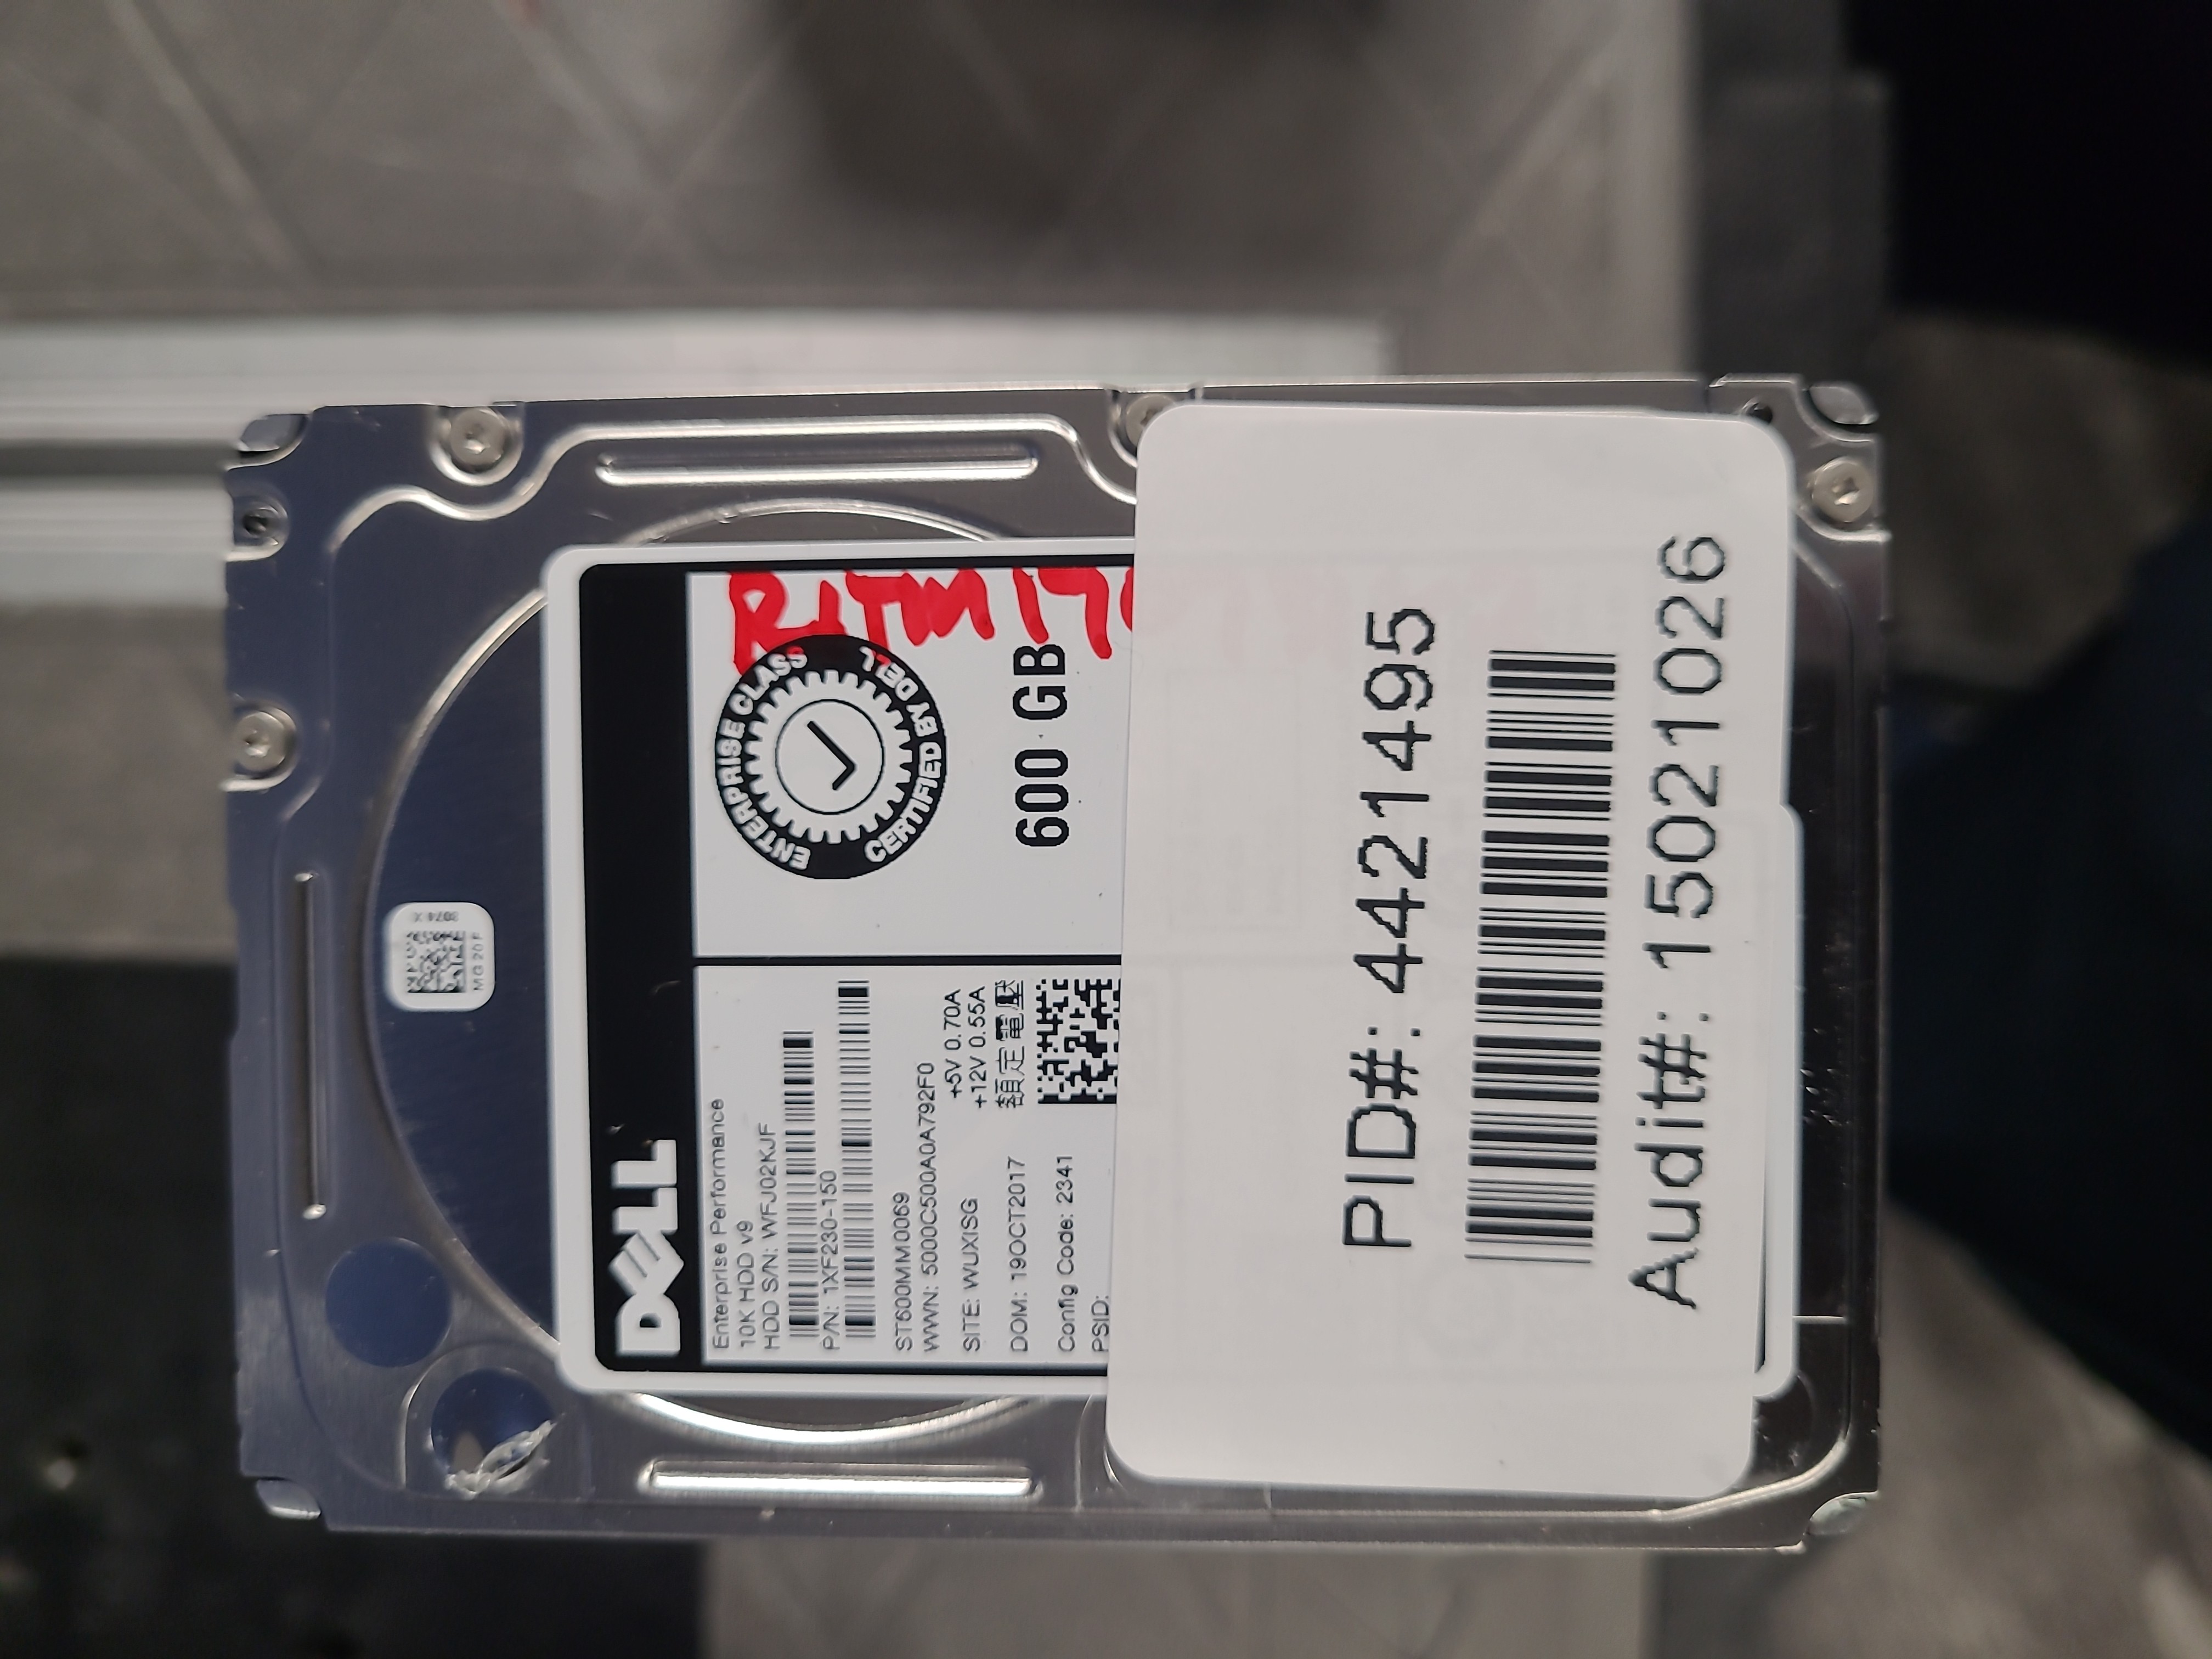 MG 20 F
DELL
Enterprise Performance
10K HDD v9
HDD S/N: WFJ02KJF
P/N: 1XF230-150
ST600MM0069
WWN: 5000C500A0A792F0
+5V 0.70A
SITE: WUXISG
+12V 0.55A
額定電壓
DOM: 19OCT2017
Config Code: 2341
PSID:
ENTERPRISE CLASS
CERTIFIED BY DELL
600 GB
PID#: 4421495
Audit#: 15021026